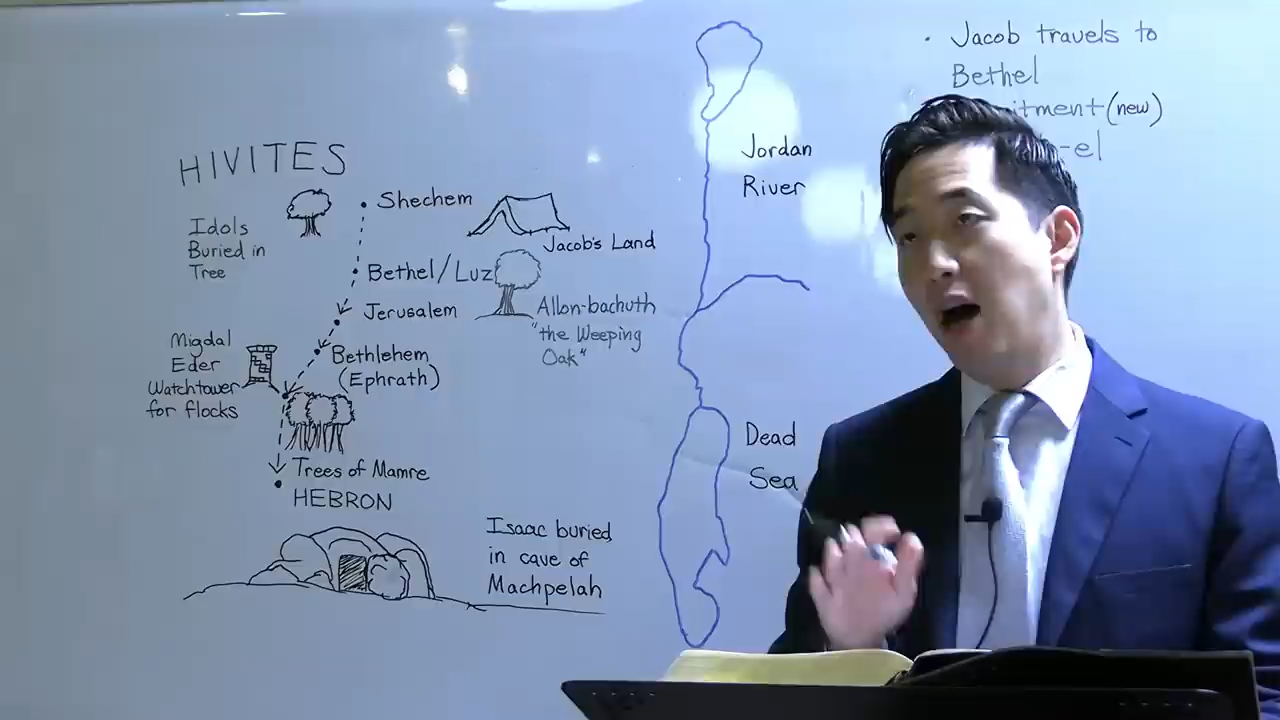 HIVITES
Idols
Buried in
Tree
Shechem
Jacob's Land
Bethel/Luz
Jerusalem
Allon-bachuth
"the Weeping
Oak"
Migdal
Eder
Watchtower
for flocks
Bethlehem
(Ephrath)
Trees of Mamre
HEBRON
Isaac buried
in cave of
Machpelah
Jordan
River
Dead
Sea
• Jacob travels to
Bethel
(new)
-el